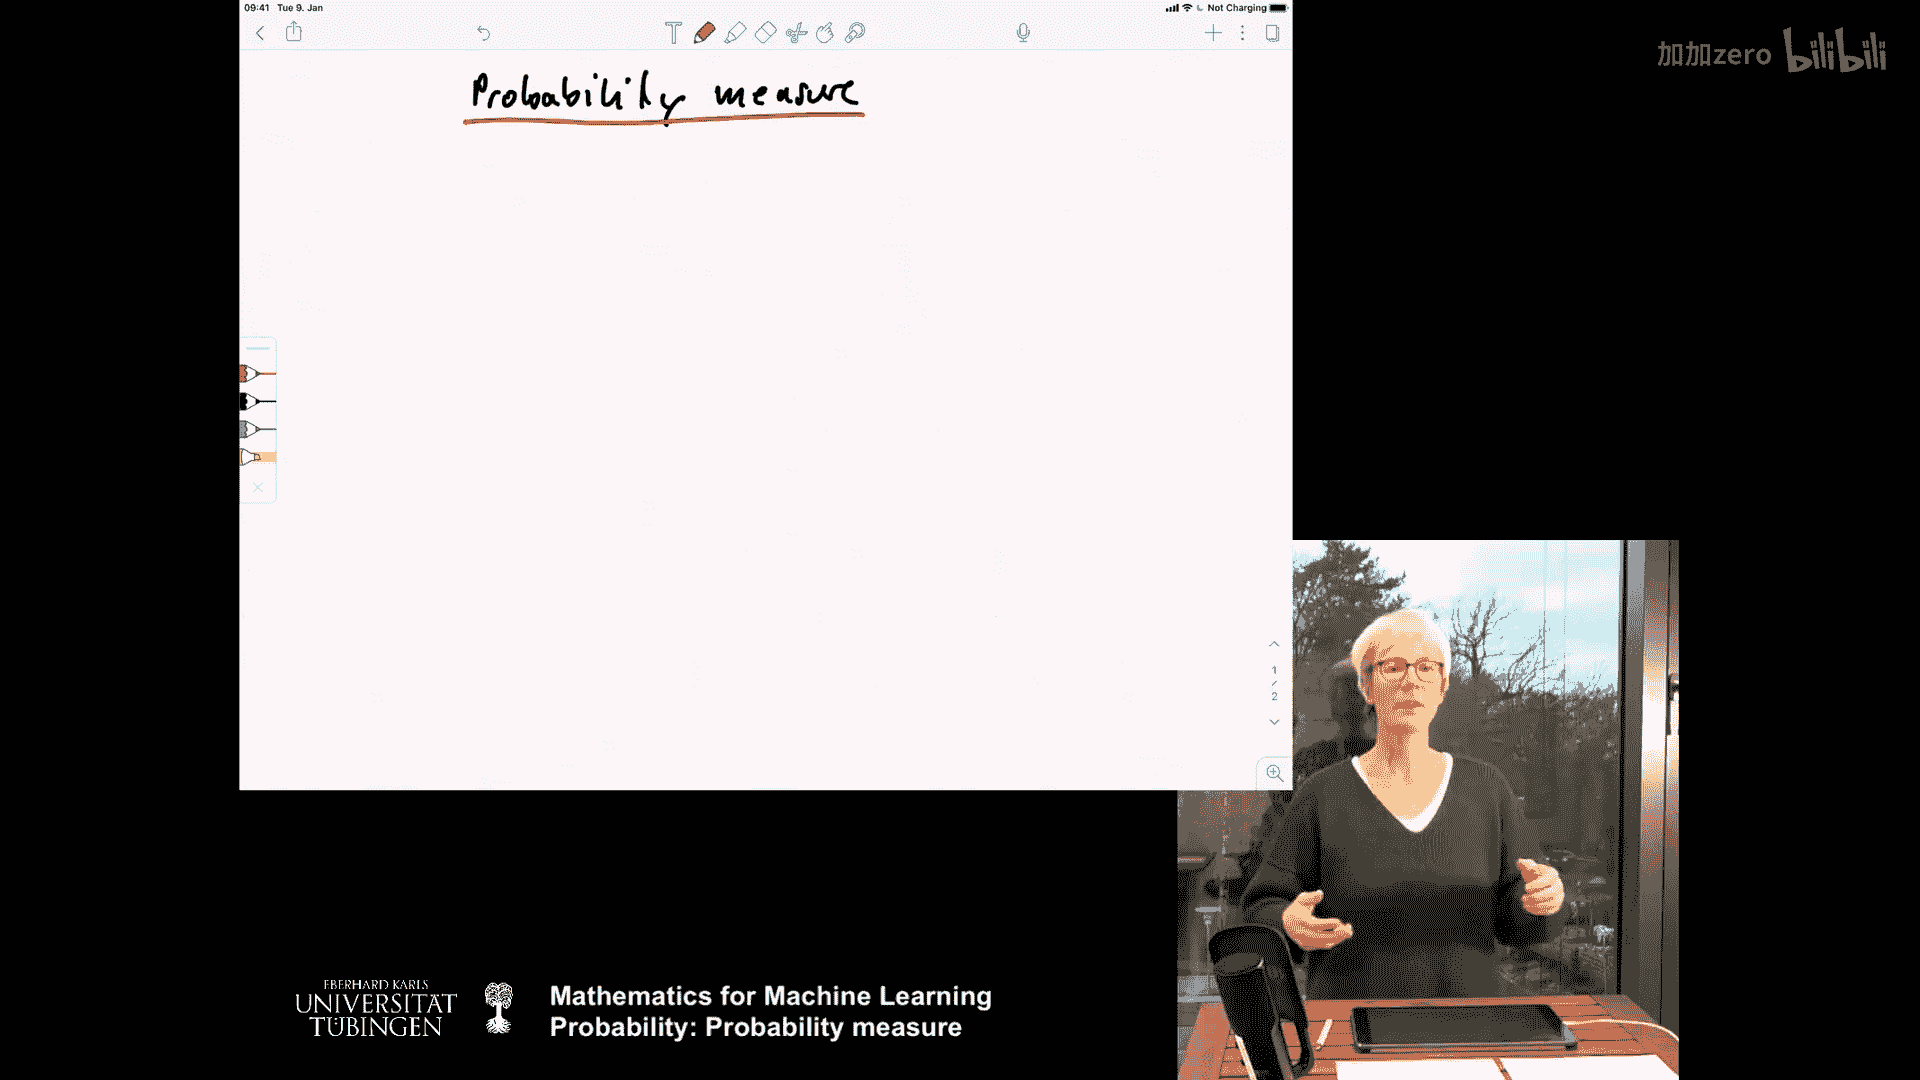 09:41 Tue 9. Jan
Not Charging
T
Probability measure
1
/
2
加加zero bilibili
EBERHARD KARLS
UNIVERSITÄT
TÜBINGEN
Mathematics for Machine Learning
Probability: Probability measure